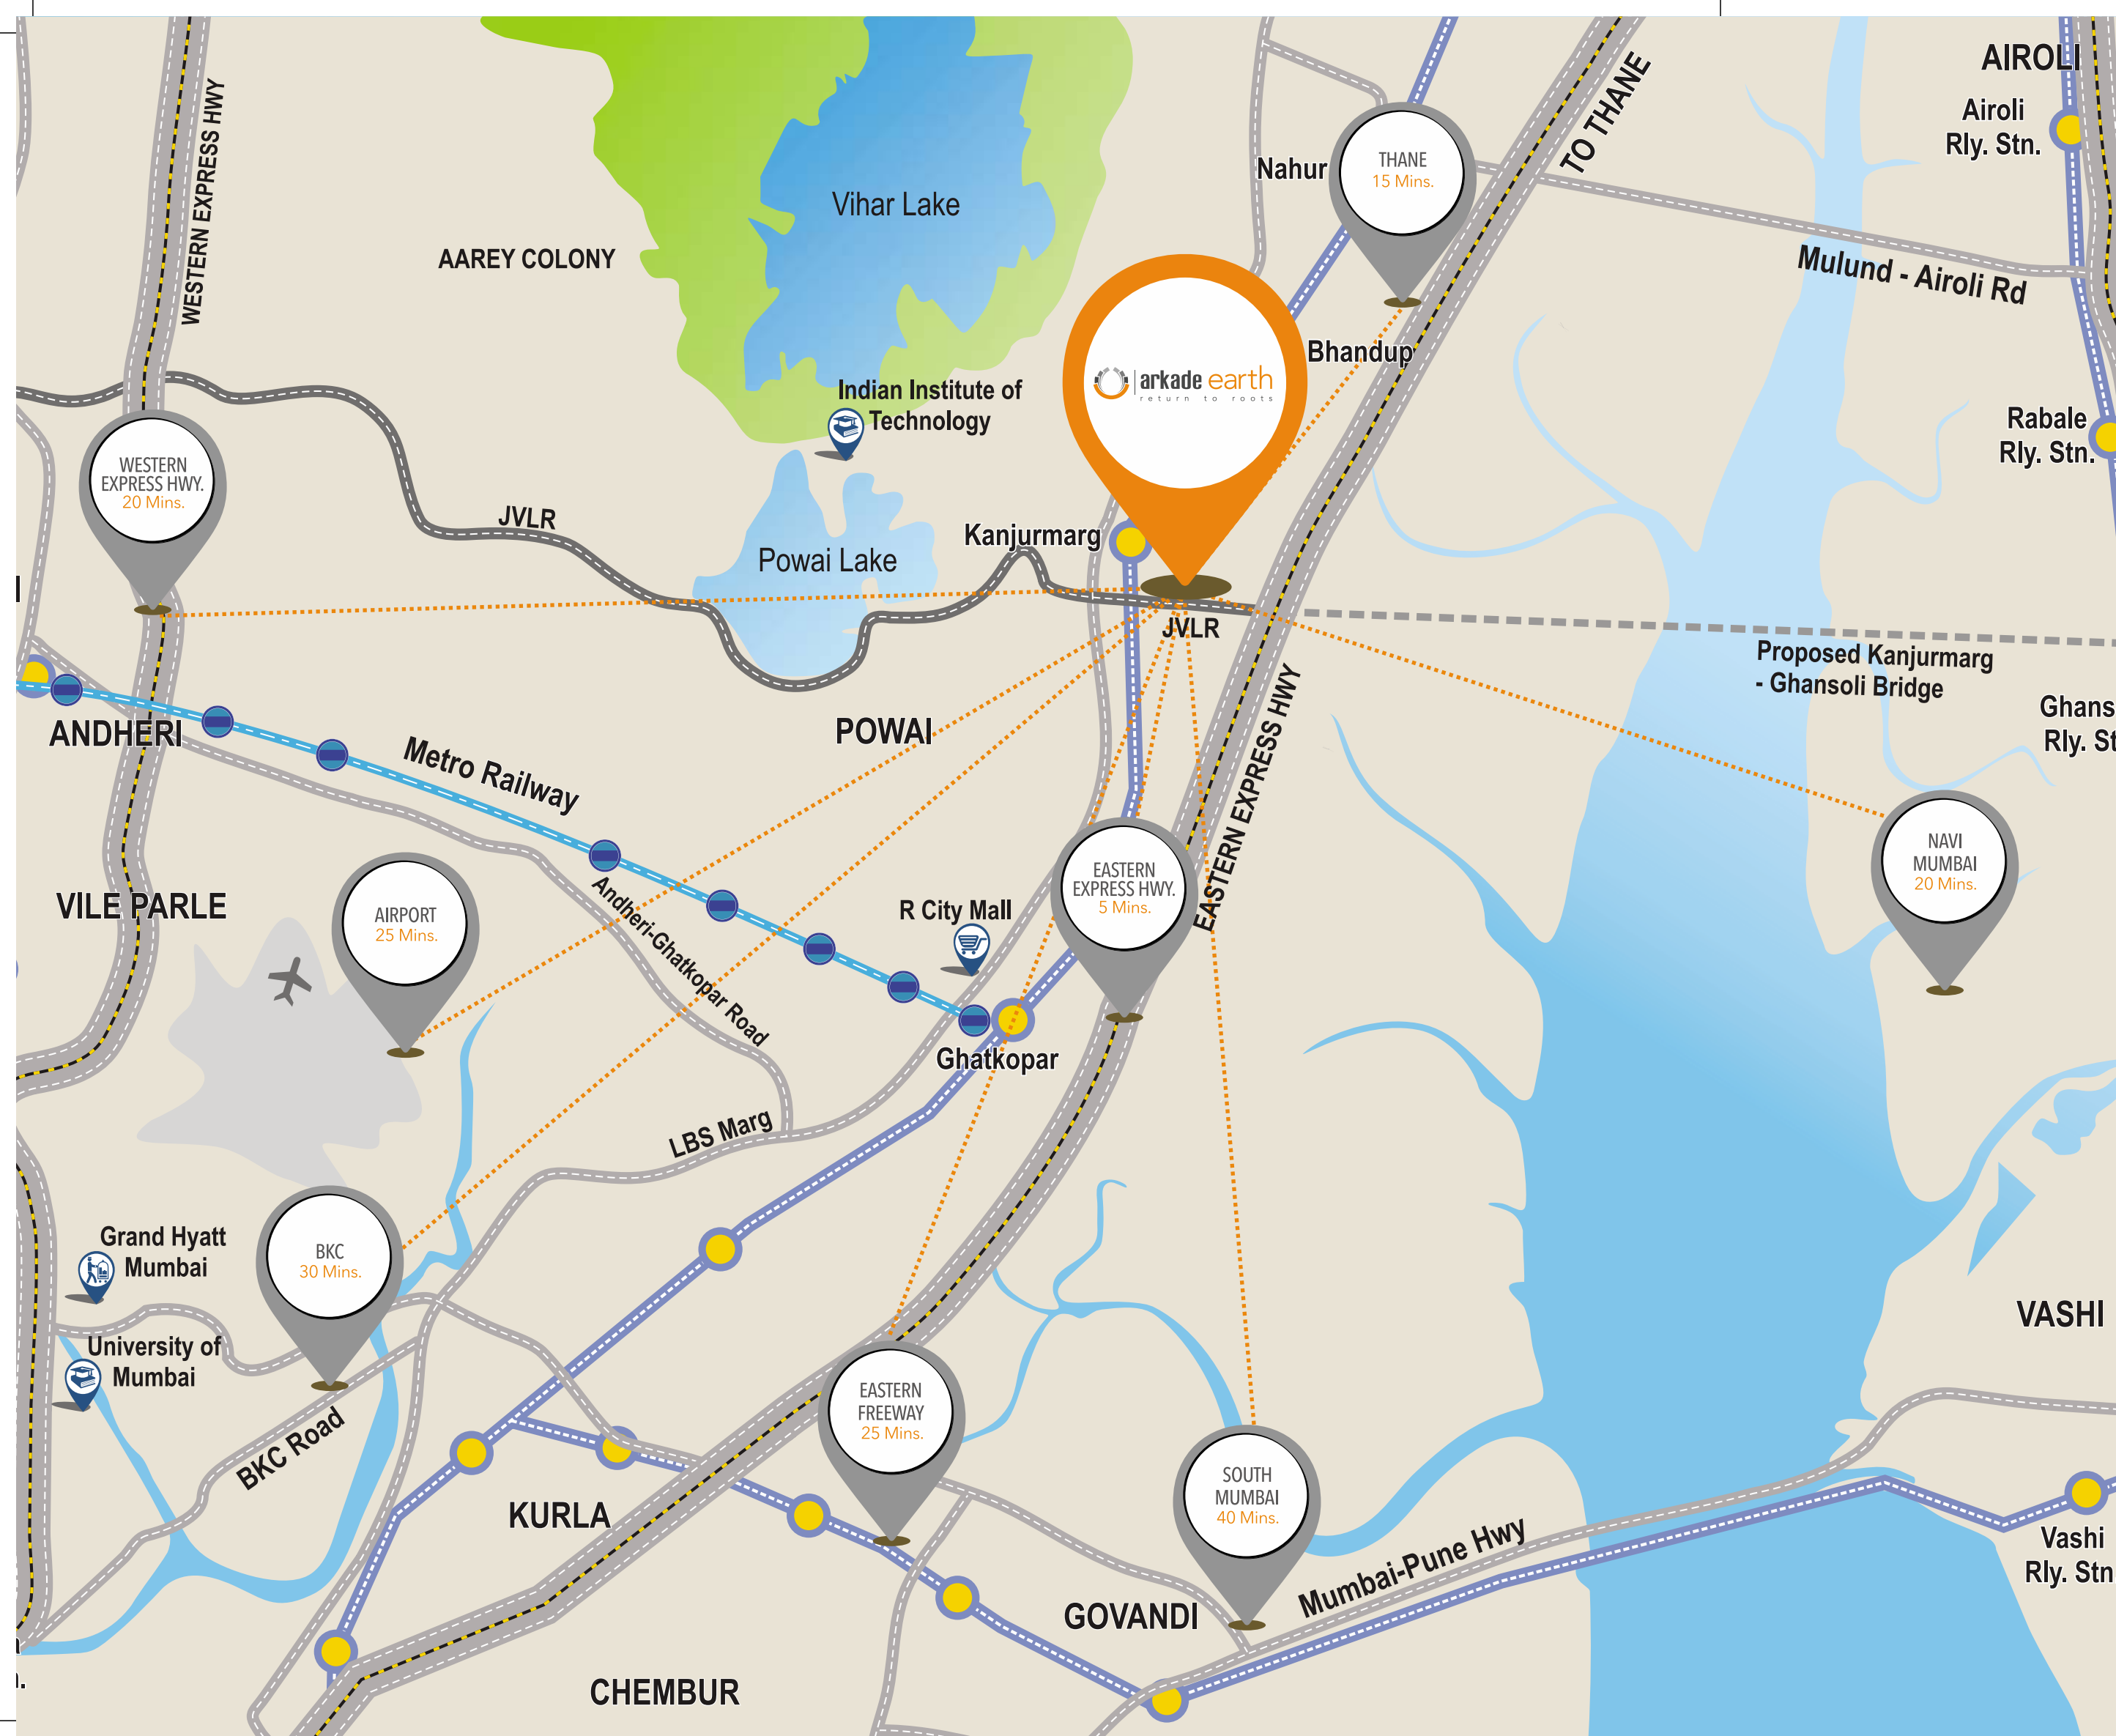 AIROLI
WESTERN EXPRESS HWY
TO THANE
Airoli
Rly. Stn.
Nahur
THANE
15 Mins.
Vihar Lake
AAREY COLONY
Mulund - Airoli Rd
Bhandup
arkade earth
return to roots
Indian Institute of
Technology
Rabale
Rly. Stn.
WESTERN
EXPRESS HWY.
20 Mins.
JVLR
Kanjurmarg
Powai Lake
JVLR
Proposed Kanjurmarg
- Ghansoli Bridge
Ghans
Rly. St
ANDHERI
POWAI
Metro Railway
EASTERN EXPRESS HWY
NAVI
MUMBAI
20 Mins.
EASTERN
EXPRESS HWY.
5 Mins.
VILE PARLE
AIRPORT
25 Mins.
Andheri-Ghatkopar Road
R City Mall
Ghatkopar
LBS Marg
Grand Hyatt
Mumbai
BKC
30 Mins.
VASHI
University of
Mumbai
BKC Road
EASTERN
FREEWAY
25 Mins.
SOUTH
MUMBAI
40 Mins.
KURLA
Mumbai-Pune Hwy
Vashi
Rly. Stn
GOVANDI
CHEMBUR